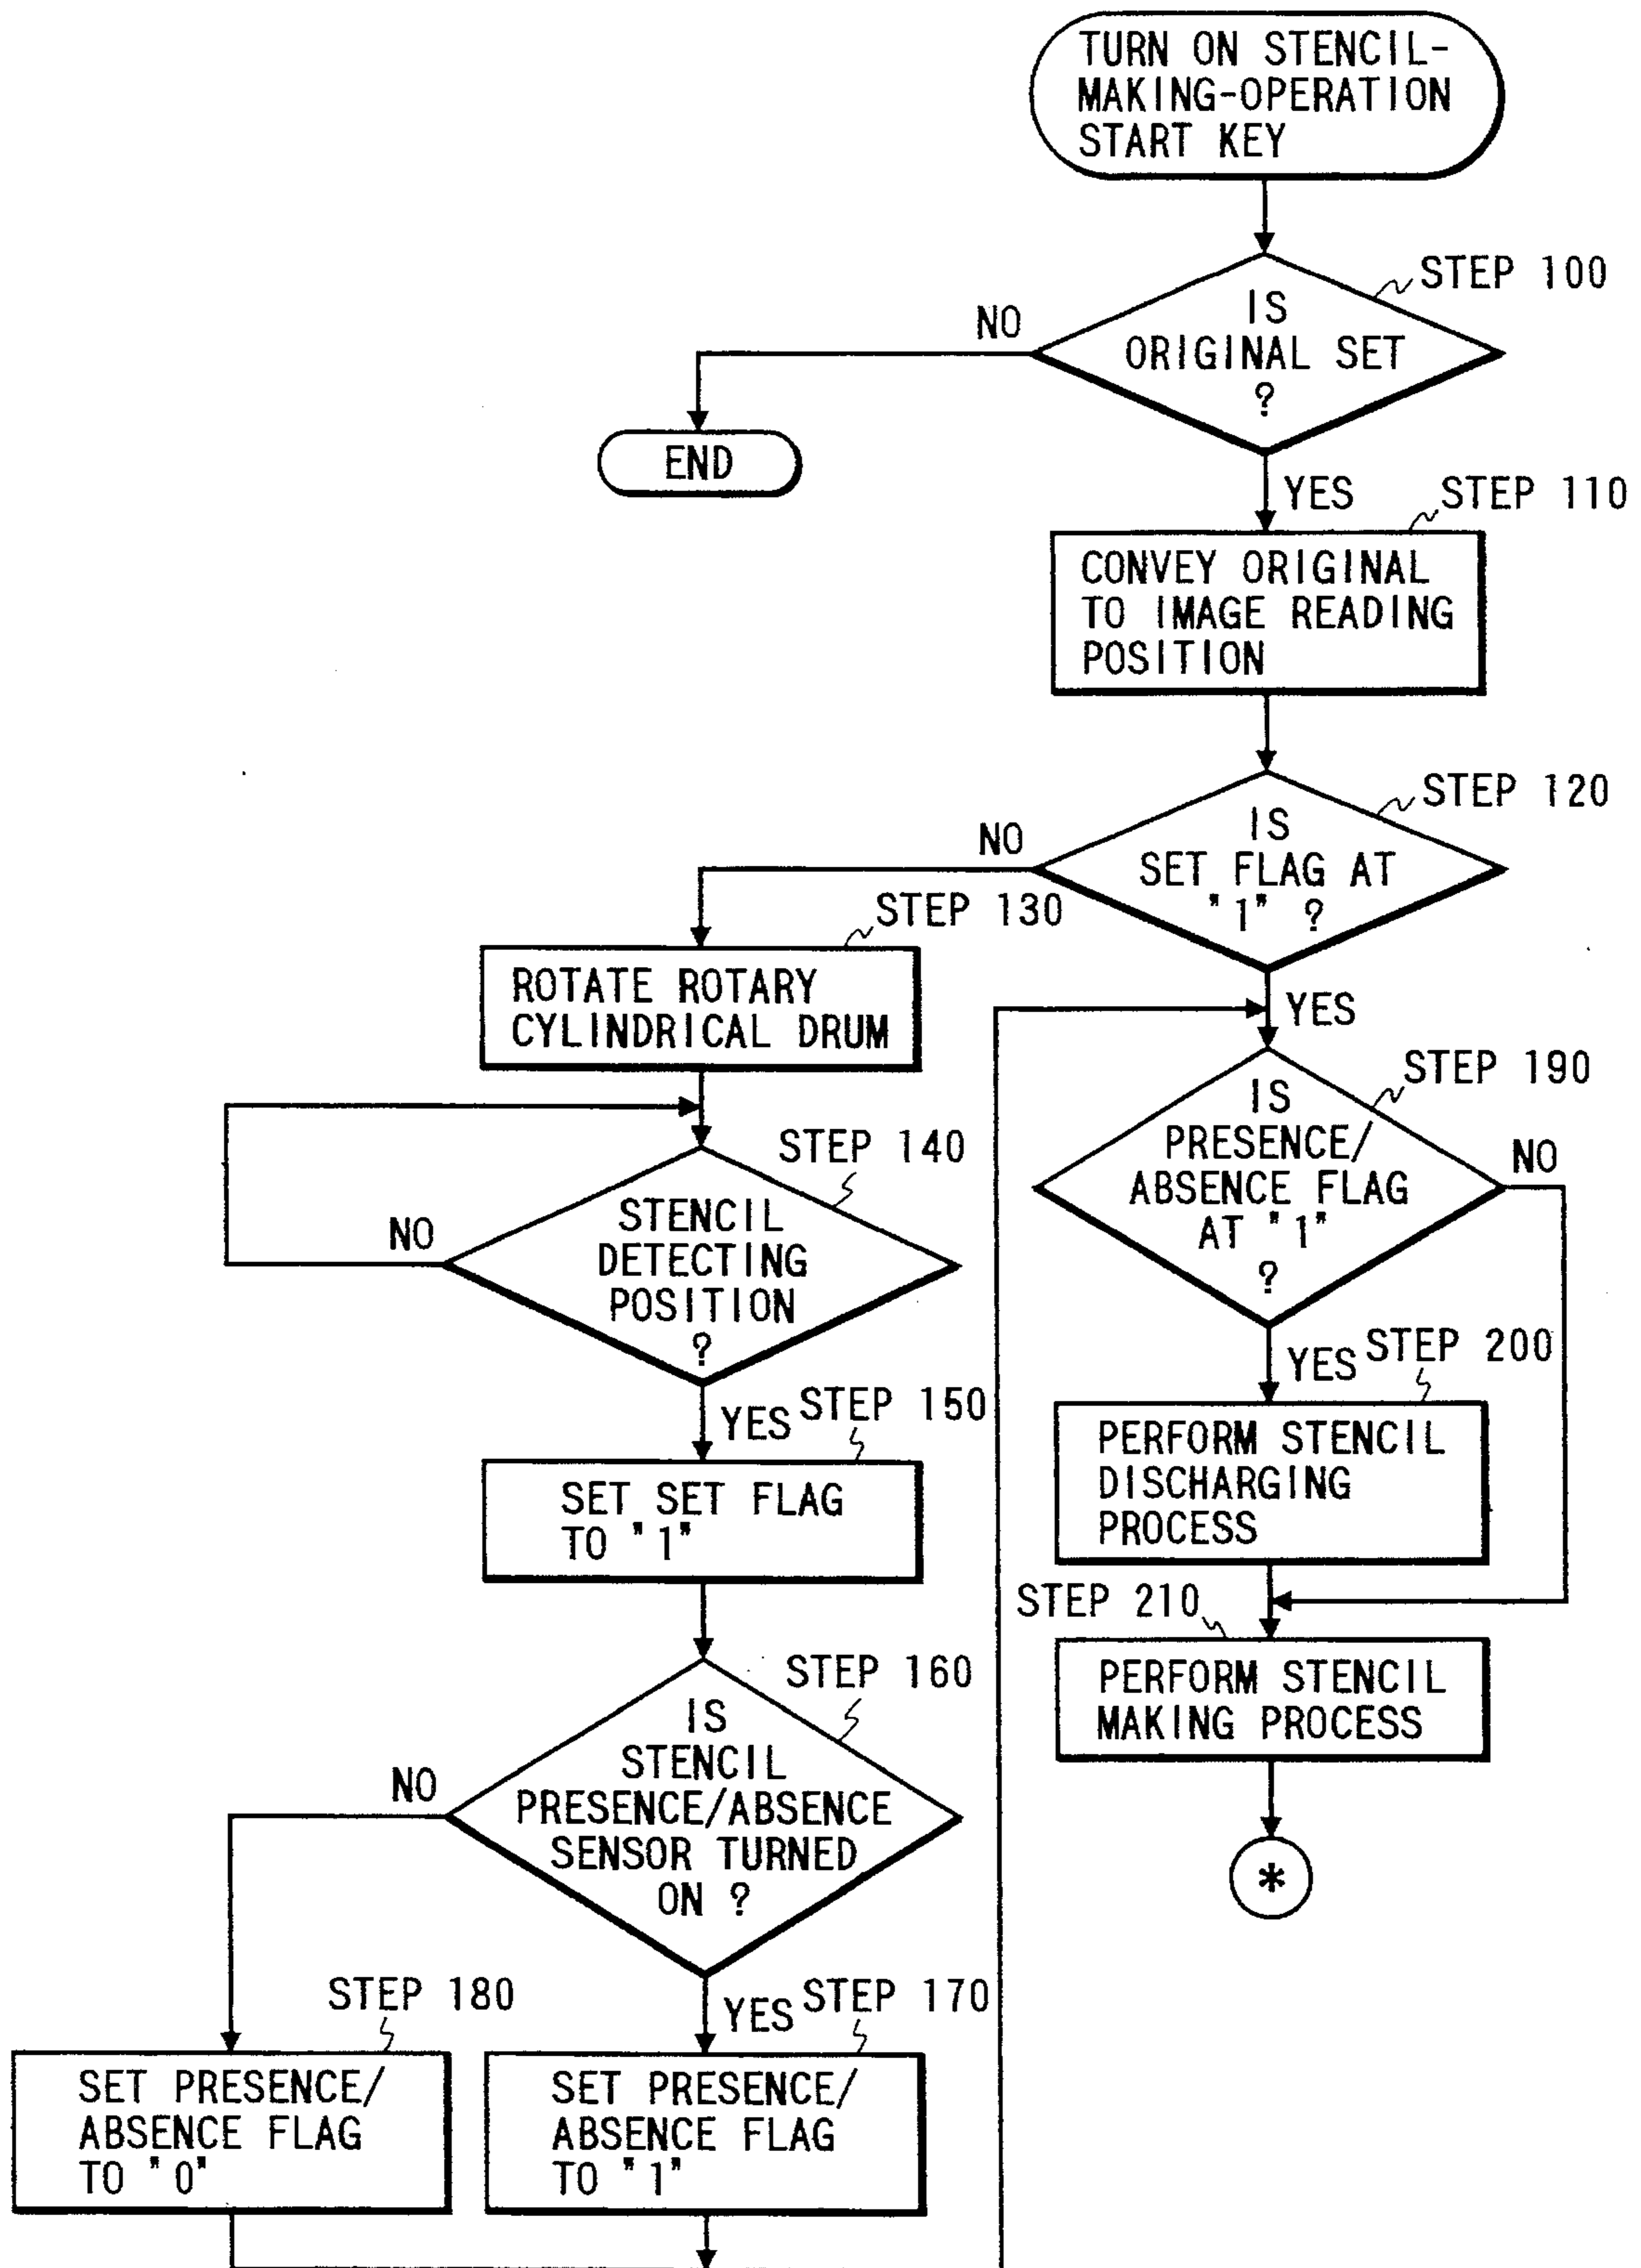 TURN ON STENCIL-
MAKING-OPERATION
START KEY
STEP 100
IS
ORIGINAL SET
?
NO
END
YES
STEP 110
CONVEY ORIGINAL
TO IMAGE READING
POSITION
STEP 120
IS
SET FLAG AT
"1" ?
NO
YES
STEP 130
ROTATE ROTARY
CYLINDRICAL DRUM
STEP 140
STENCIL
DETECTING
POSITION
?
NO
YES
STEP 150
SET SET FLAG
TO "1"
STEP 160
IS
STENCIL
PRESENCE/ABSENCE
SENSOR TURNED
ON ?
NO
YES
STEP 170
SET PRESENCE/
ABSENCE FLAG
TO "1"
STEP 180
SET PRESENCE/
ABSENCE FLAG
TO "0"
STEP 190
IS
PRESENCE/
ABSENCE FLAG
AT "1"
?
NO
YES
STEP 200
PERFORM STENCIL
DISCHARGING
PROCESS
STEP 210
PERFORM STENCIL
MAKING PROCESS
*